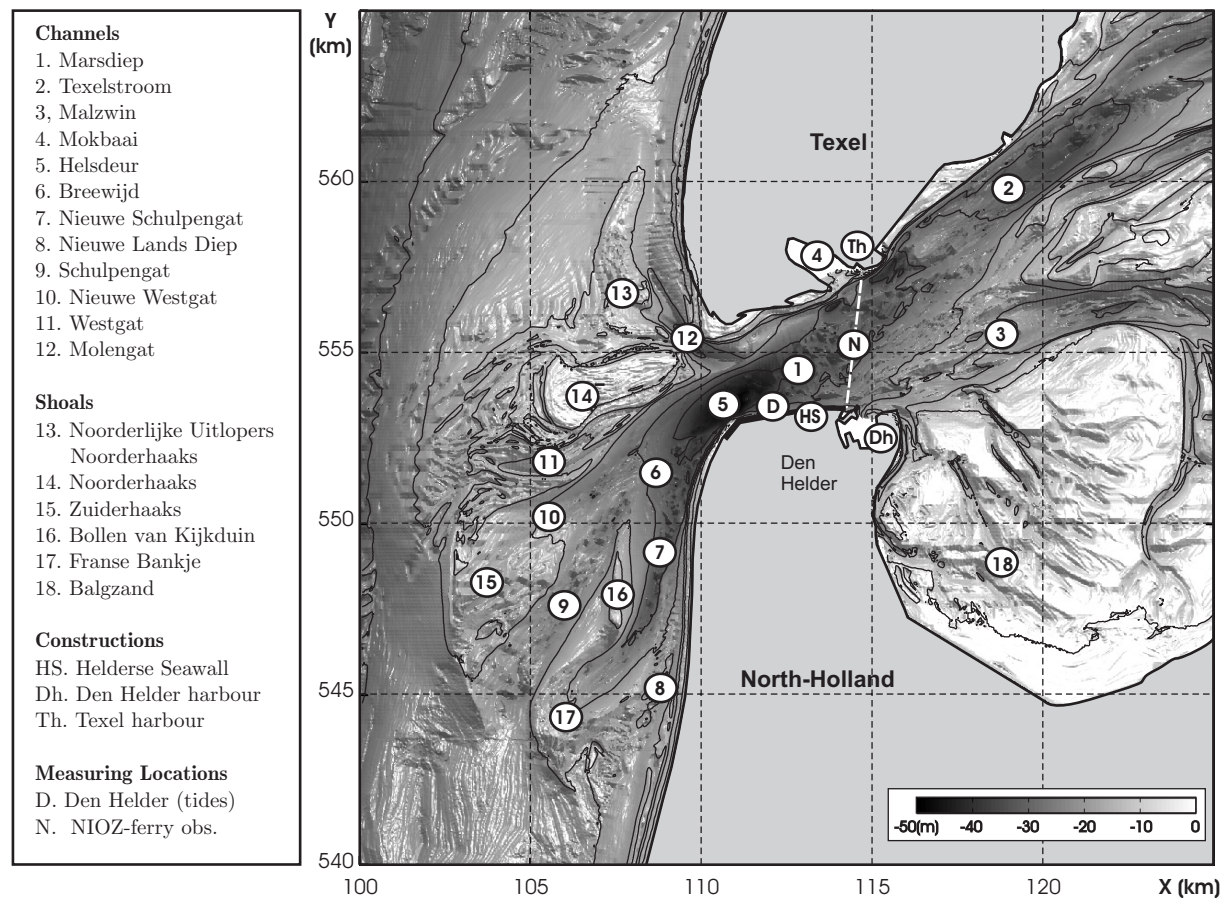 Channels
1. Marsdiep
2. Texelstroom
3, Malzwin
4. Mokbaai
5. Helsdeur
6. Breewijd
7. Nieuwe Schulpengat
8. Nieuwe Lands Diep
9. Schulpengat
10. Nieuwe Westgat
11. Westgat
12. Molengat
Shoals
13. Noorderlijke Uitlopers
Noorderhaaks
14. Noorderhaaks
15. Zuiderhaaks
16. Bollen van Kijkduin
17. Franse Bankje
18. Balgzand
Constructions
HS. Helderse Seawall
Dh. Den Helder harbour
Th. Texel harbour
Measuring Locations
D. Den Helder (tides)
N. NIOZ-ferry obs.
Y
(km)
Texel
560
2
4
Th
13
12
3
N
555
1
14
5
D
HS
Dh
11
6
Den
Helder
10
550
7
18
15
16
9
North-Holland
8
545
17
-50(m) -40 -30 -20 -10 0
540
100 105 110 115 120 X (km)